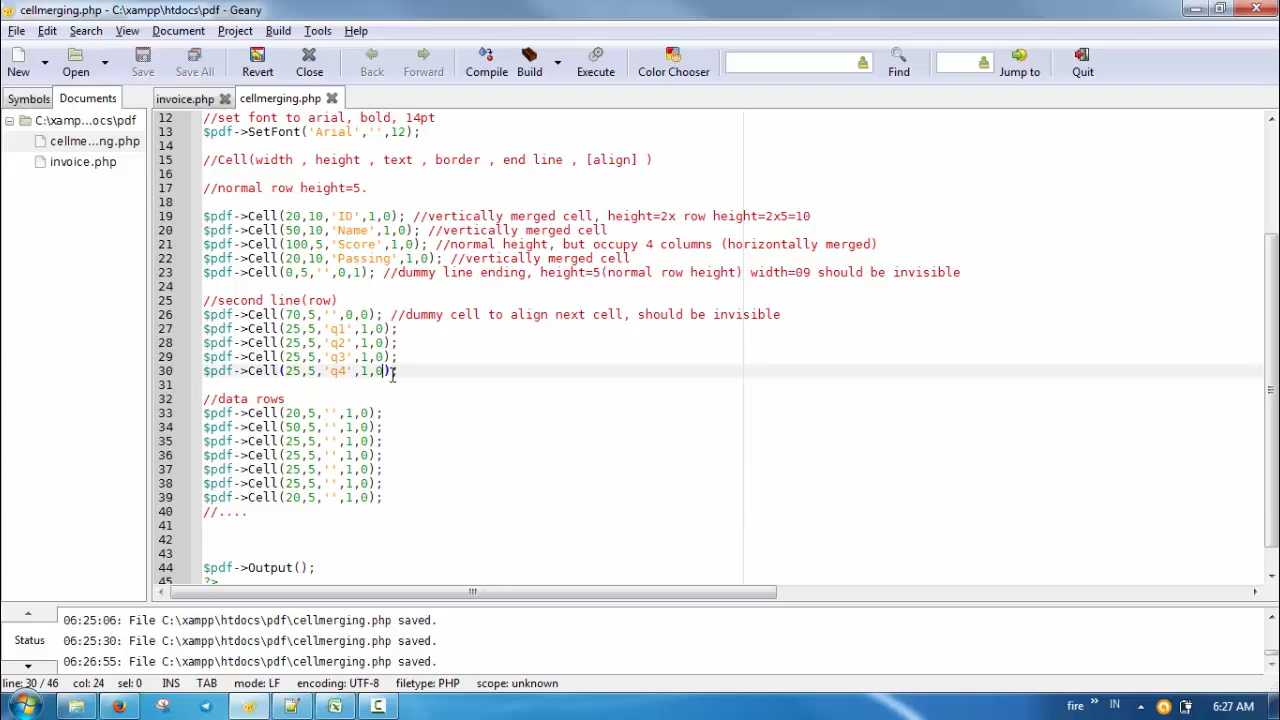 cellmerging.php - C:\xampp\htdocs\pdf - Geany
File Edit Search View Document Project Build Tools Help
New Open Save Save All Revert Close Back Forward Compile Build Execute Color Chooser Find Jump to Quit
Symbols Documents invoice.php cellmerging.php
C:\xamp...ocs\pdf
cellme...ng.php
invoice.php
12 //set font to arial, bold, 14pt
13 $pdf->SetFont('Arial','',12);
14
15 //Cell(width , height , text , border , end line , [align] )
16
17 //normal row height=5.
18
19 $pdf->Cell(20,10,'ID',1,0); //vertically merged cell, height=2x row height=2x5=10
20 $pdf->Cell(50,10,'Name',1,0); //vertically merged cell
21 $pdf->Cell(100,5,'Score',1,0); //normal height, but occupy 4 columns (horizontally merged)
22 $pdf->Cell(20,10,'Passing',1,0); //vertically merged cell
23 $pdf->Cell(0,5,'',0,1); //dummy line ending, height=5(normal row height) width=09 should be invisible
24
25 //second line(row)
26 $pdf->Cell(70,5,'',0,0); //dummy cell to align next cell, should be invisible
27 $pdf->Cell(25,5,'q1',1,0);
28 $pdf->Cell(25,5,'q2',1,0);
29 $pdf->Cell(25,5,'q3',1,0);
30 $pdf->Cell(25,5,'q4',1,0);
31
32 //data rows
33 $pdf->Cell(20,5,'',1,0);
34 $pdf->Cell(50,5,'',1,0);
35 $pdf->Cell(25,5,'',1,0);
36 $pdf->Cell(25,5,'',1,0);
37 $pdf->Cell(25,5,'',1,0);
38 $pdf->Cell(25,5,'',1,0);
39 $pdf->Cell(20,5,'',1,0);
40 //....
41
42
43
44 $pdf->Output();
45 ?>
Status
06:25:06: File C:\xampp\htdocs\pdf\cellmerging.php saved.
06:25:30: File C:\xampp\htdocs\pdf\cellmerging.php saved.
06:26:55: File C:\xampp\htdocs\pdf\cellmerging.php saved.
line: 30 / 46 col: 24 sel: 0 INS TAB mode: LF encoding: UTF-8 filetype: PHP scope: unknown
fire » IN 6:27 AM